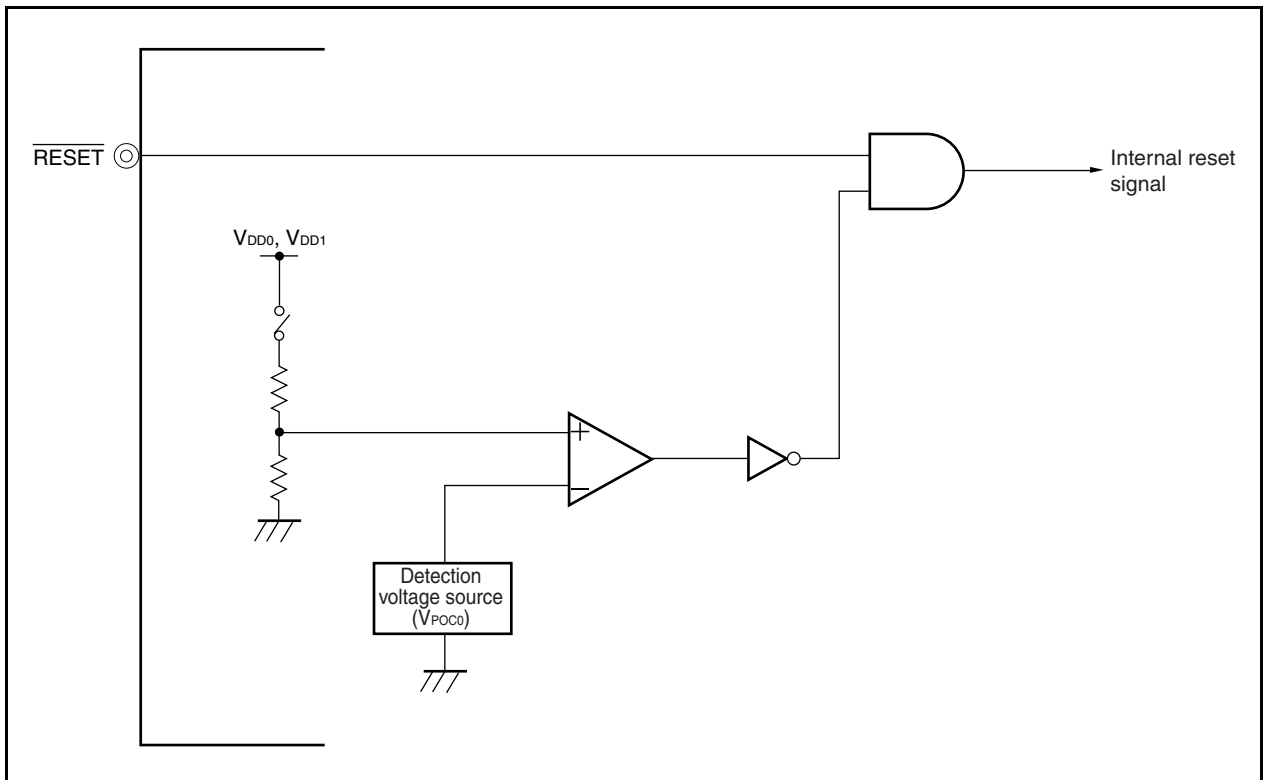 RESET
Internal reset
signal
VDD0, VDD1
+
−
Detection
voltage source
(VPOC0)